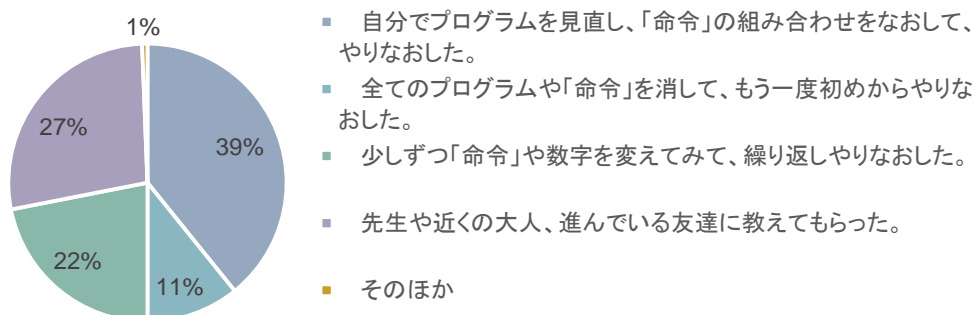 1%
27%
39%
22%
11%
自分でプログラムを見直し、「命令」の組み合わせをなおして、
やりなおした。
全てのプログラムや「命令」を消して、もう一度初めからやりな
おした。
少しずつ「命令」や数字を変えてみて、繰り返しやりなおした。
先生や近くの大人、進んでいる友達に教えてもらった。
そのほか